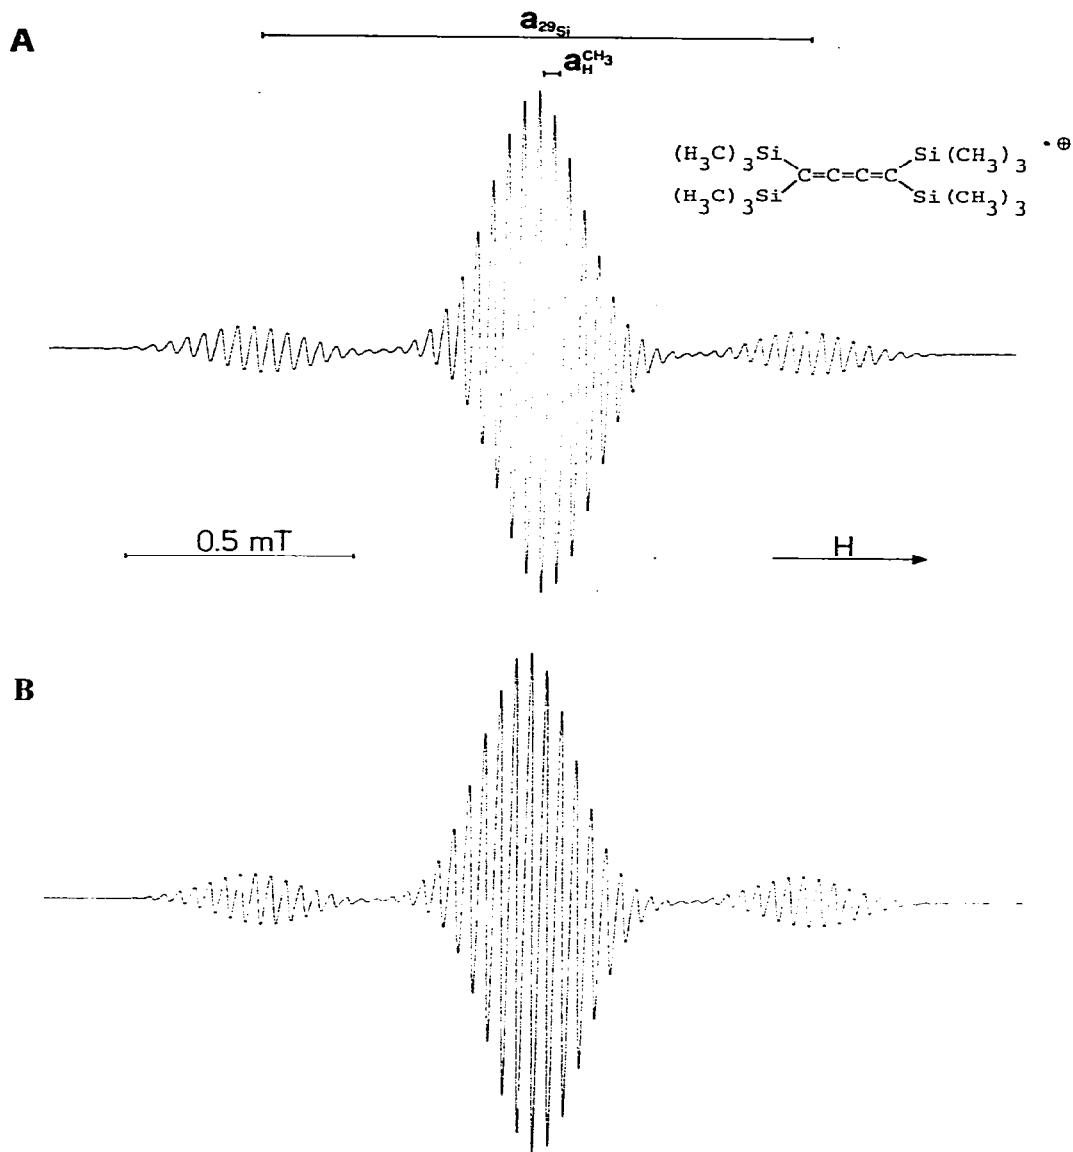 A
a29Si
aHCH3
(H3C)3Si Si(CH3)3 •⊕
C=C=C=C
(H3C)3Si Si(CH3)3
0.5 mT
H
B